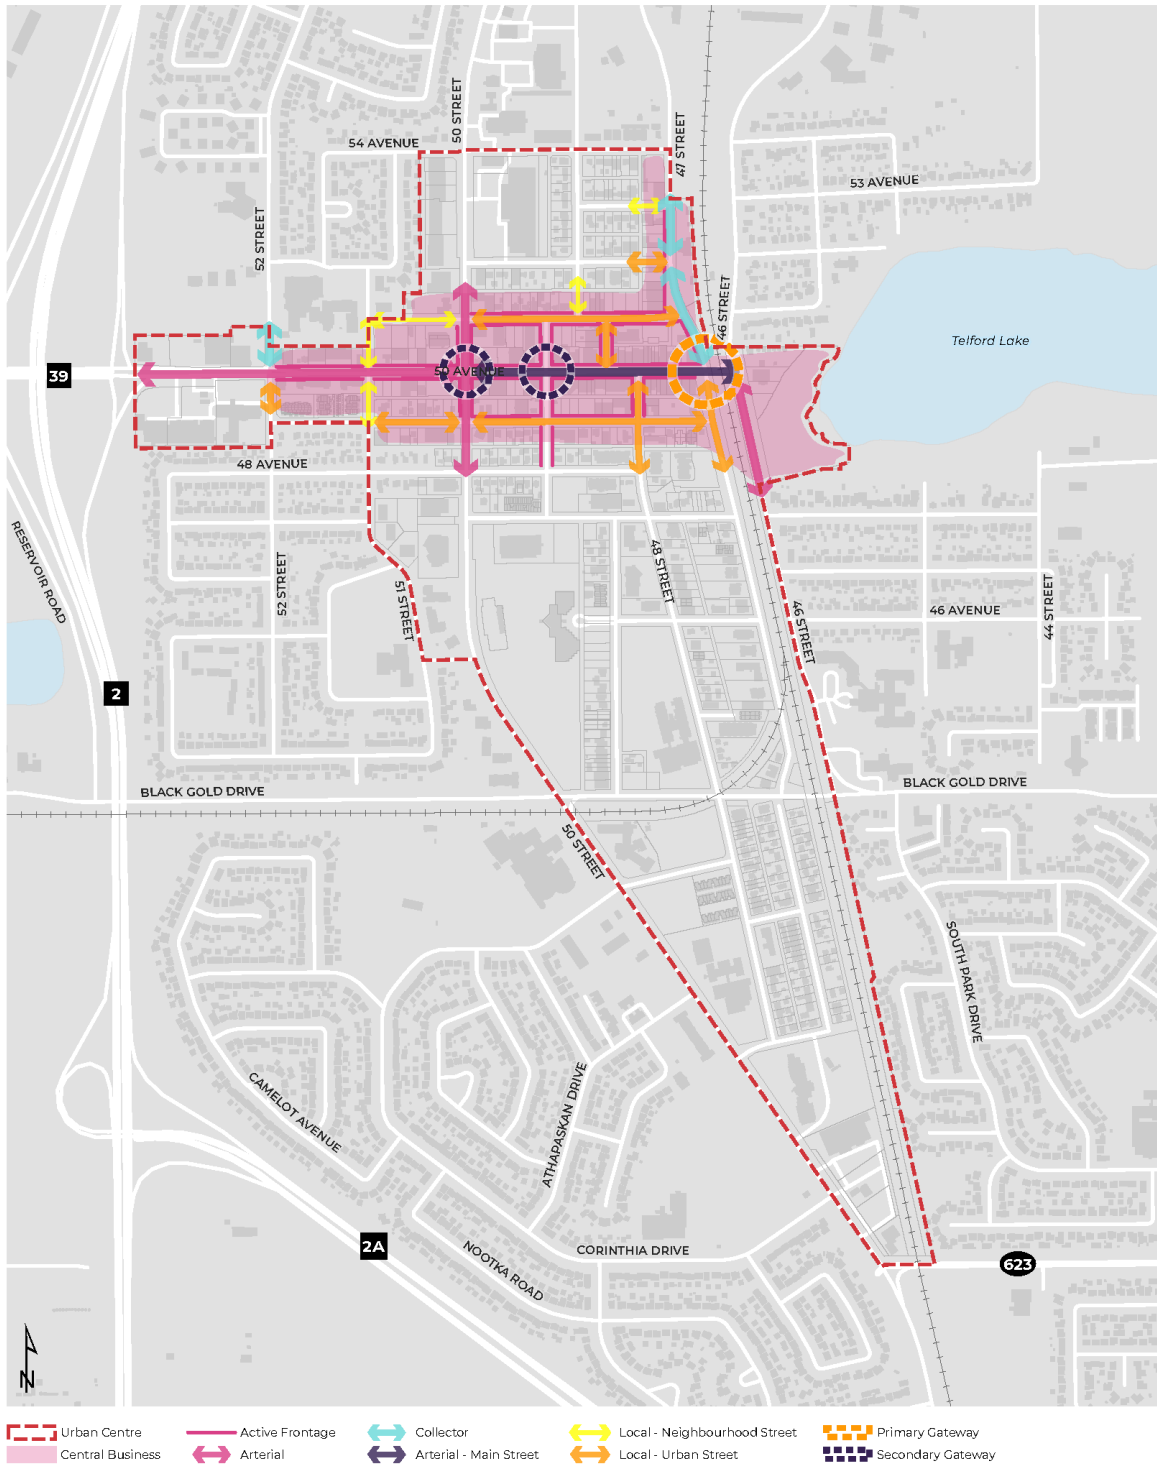 50 STREET
54 AVENUE
47 STREET
53 AVENUE
52 STREET
46 STREET
Telford Lake
39
50 AVENUE
48 AVENUE
RESERVOIR ROAD
52 STREET
51 STREET
48 STREET
46 STREET
46 AVENUE
44 STREET
2
BLACK GOLD DRIVE
BLACK GOLD DRIVE
50 STREET
SOUTH PARK DRIVE
CAMELOT AVENUE
ATHAPASKAN DRIVE
2A
NOOTKA ROAD
CORINTHIA DRIVE
623
N
Urban Centre
Active Frontage
Collector
Local - Neighbourhood Street
Primary Gateway
Central Business
Arterial
Arterial - Main Street
Local - Urban Street
Secondary Gateway